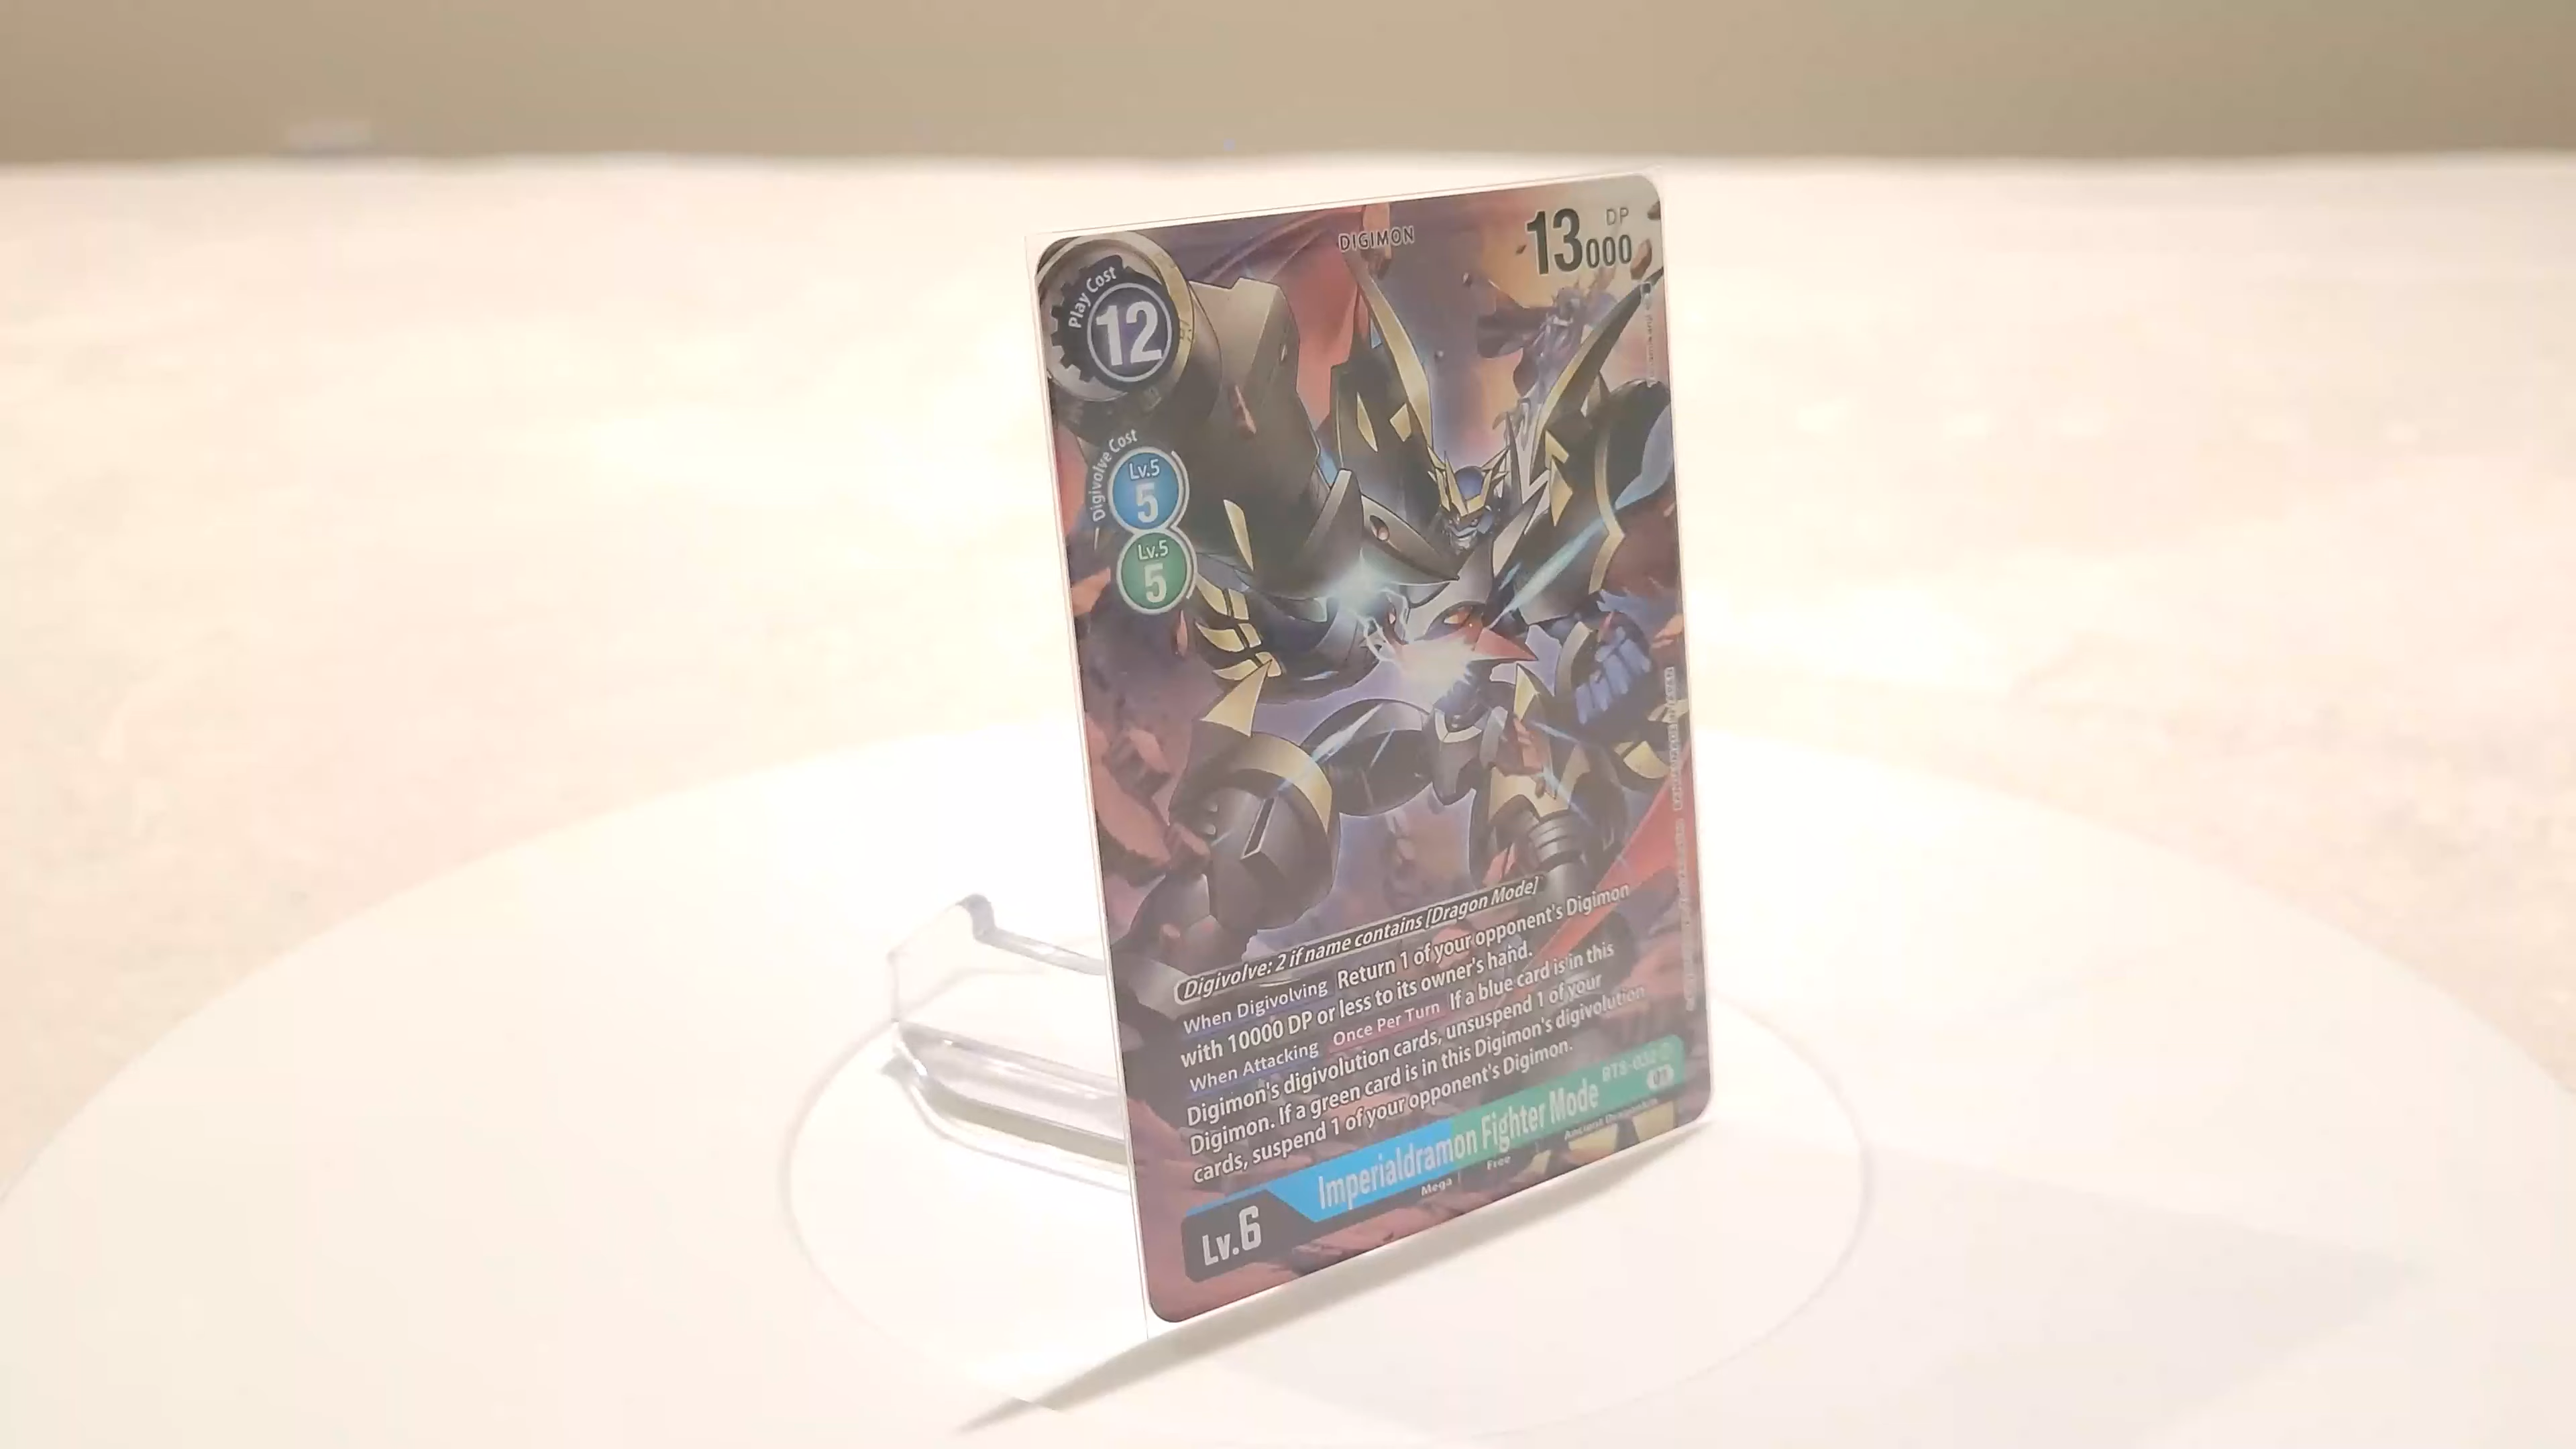 DIGIMON
DP
13000
Play Cost
12
Digivolve Cost
Lv.5
5
Lv.5
5
Digivolve: 2 if name contains [Dragon Mode]
When Digivolving Return 1 of your opponent's Digimon
with 10000 DP or less to its owner's hand.
When Attacking Once Per Turn If a blue card is in this
Digimon's digivolution cards, unsuspend 1 of your
Digimon. If a green card is in this Digimon's digivolution
cards, suspend 1 of your opponent's Digimon.
BT8-032
Imperialdramon Fighter Mode
Lv.6
Mega
Free
Ancient Dragonkin